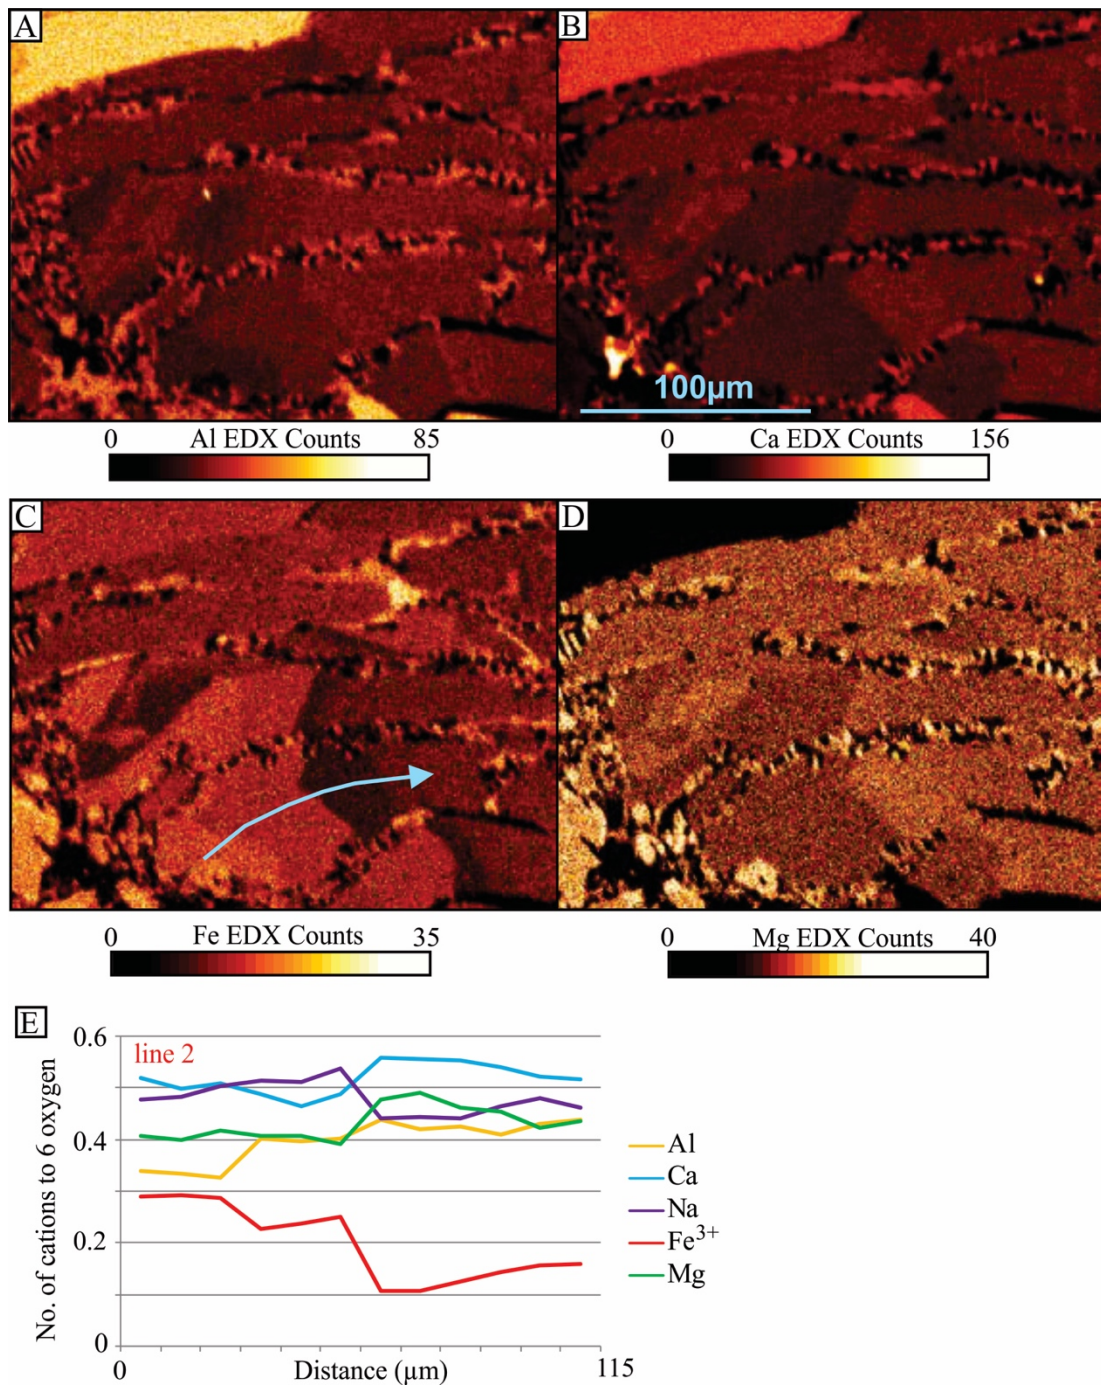 A
B
100µm
0 Al EDX Counts 85
0 Ca EDX Counts 156
C
D
0 Fe EDX Counts 35
0 Mg EDX Counts 40
E
line 2
No. of cations to 6 oxygen
0.6
0.4
0.2
0
0 Distance (µm) 115
Al
Ca
Na
Fe³⁺
Mg